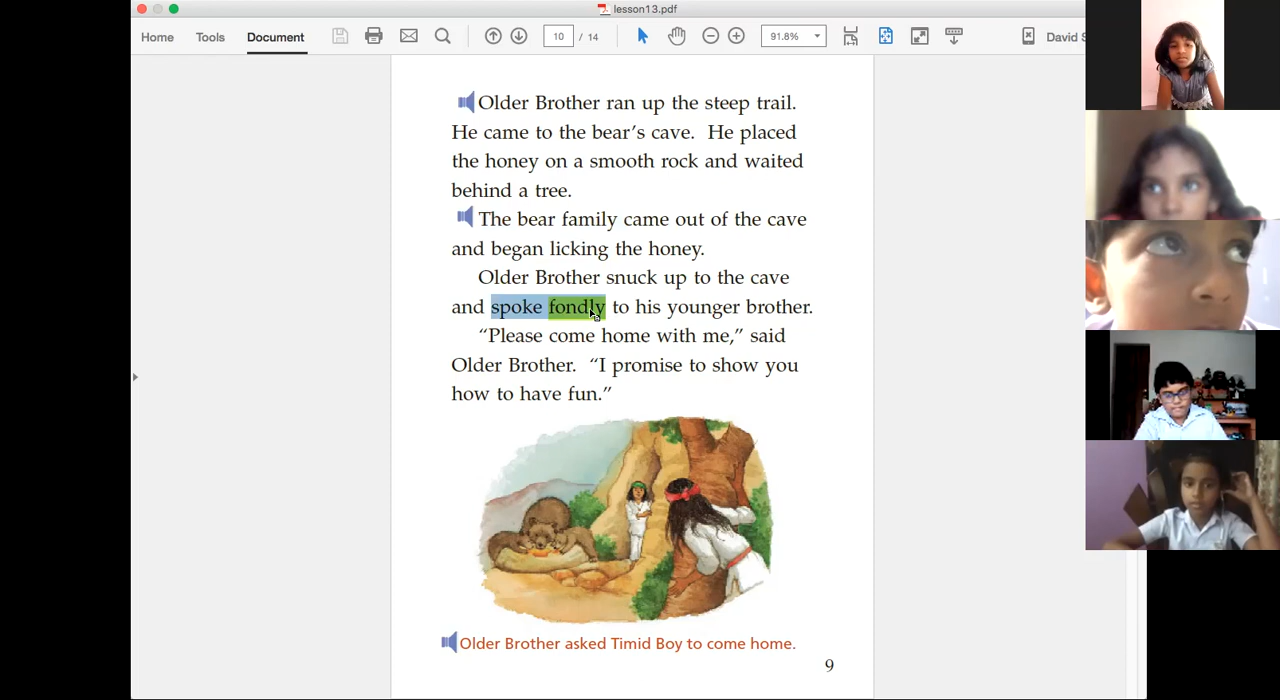 lesson13.pdf
Home Tools Document 10 / 14 91.8% David S
Older Brother ran up the steep trail.
He came to the bear’s cave. He placed
the honey on a smooth rock and waited
behind a tree.
The bear family came out of the cave
and began licking the honey.
Older Brother snuck up to the cave
and spoke fondly to his younger brother.
“Please come home with me,” said
Older Brother. “I promise to show you
how to have fun.”
Older Brother asked Timid Boy to come home.
9